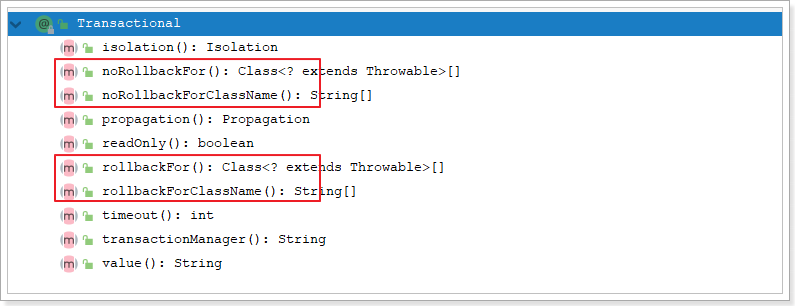 Transactional
isolation(): Isolation
noRollbackFor(): Class<? extends Throwable>[]
noRollbackForClassName(): String[]
propagation(): Propagation
readOnly(): boolean
rollbackFor(): Class<? extends Throwable>[]
rollbackForClassName(): String[]
timeout(): int
transactionManager(): String
value(): String